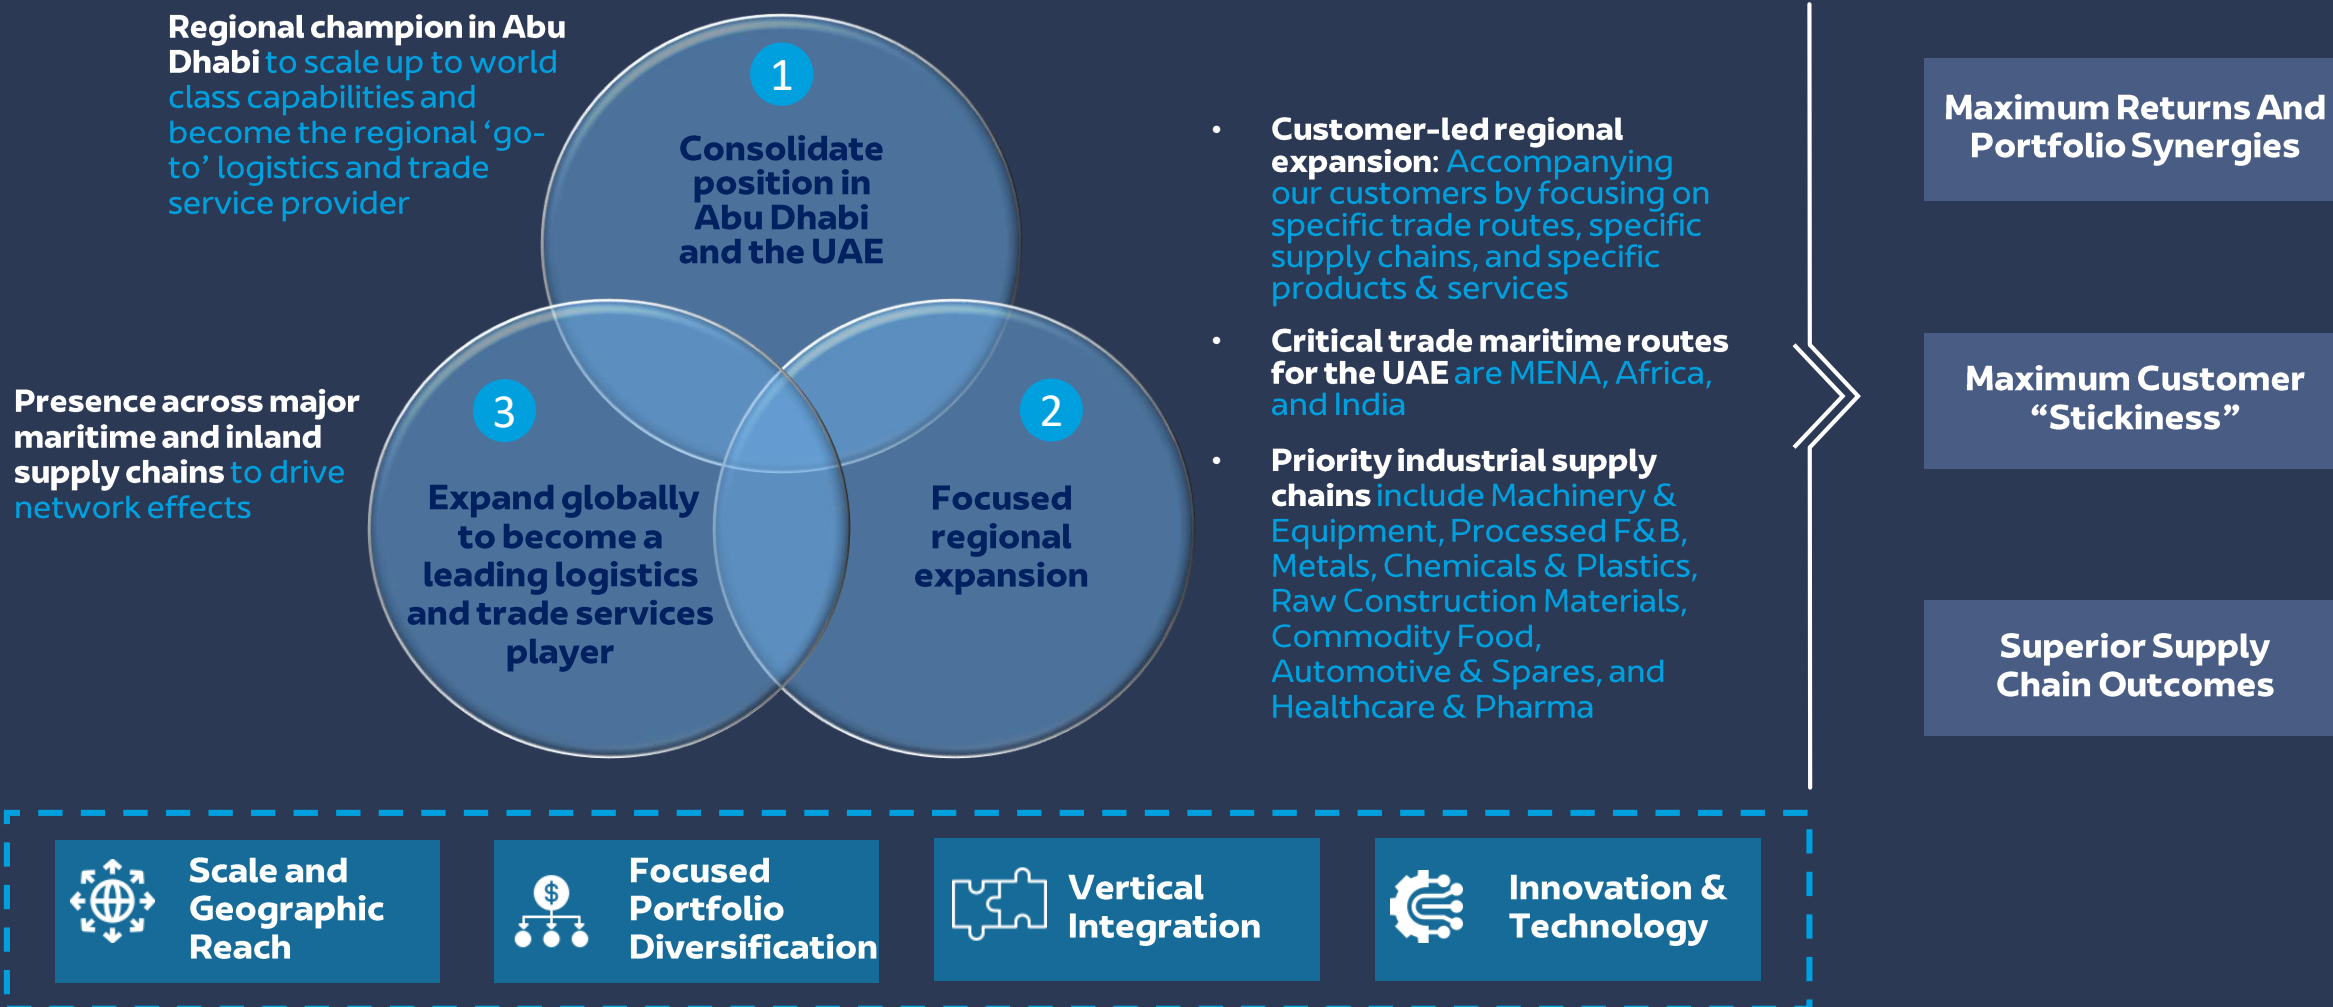 Regional champion in Abu
Dhabi to scale up to world
class capabilities and
become the regional ‘go-
to’ logistics and trade
service provider
1
Consolidate
position in
Abu Dhabi
and the UAE
Presence across major
maritime and inland
supply chains to drive
network effects
3
Expand globally
to become a
leading logistics
and trade services
player
2
Focused
regional
expansion
• Customer-led regional
expansion: Accompanying
our customers by focusing on
specific trade routes, specific
supply chains, and specific
products & services
• Critical trade maritime routes
for the UAE are MENA, Africa,
and India
• Priority industrial supply
chains include Machinery &
Equipment, Processed F&B,
Metals, Chemicals & Plastics,
Raw Construction Materials,
Commodity Food,
Automotive & Spares, and
Healthcare & Pharma
Maximum Returns And
Portfolio Synergies
Maximum Customer
“Stickiness”
Superior Supply
Chain Outcomes
Scale and
Geographic
Reach
$
Focused
Portfolio
Diversification
Vertical
Integration
Innovation &
Technology